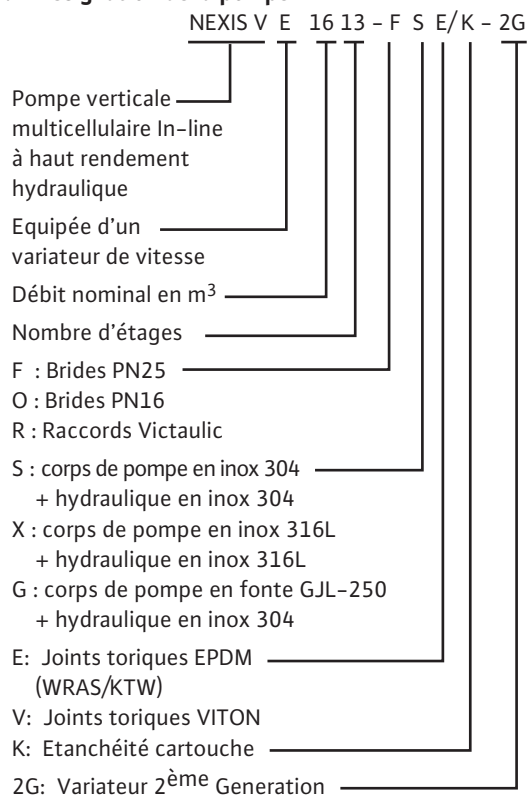 NEXIS V E 16 13 - F S E/K - 2G
Pompe verticale
multicellulaire In-line
à haut rendement
hydraulique
Equipée d'un
variateur de vitesse
Débit nominal en m³
Nombre d'étages
F : Brides PN25
O : Brides PN16
R : Raccords Victaulic
S : corps de pompe en inox 304
+ hydraulique en inox 304
X : corps de pompe en inox 316L
+ hydraulique en inox 316L
G : corps de pompe en fonte GJL-250
+ hydraulique en inox 304
E: Joints toriques EPDM
(WRAS/KTW)
V: Joints toriques VITON
K: Etanchéité cartouche
2G: Variateur 2ème Generation